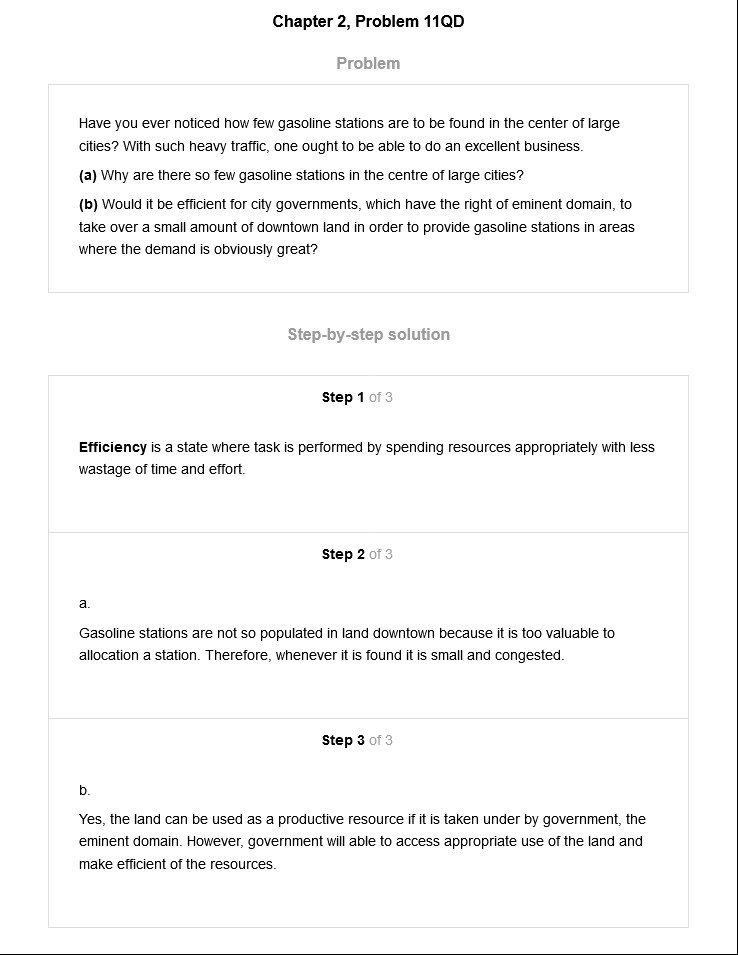 Chapter 2, Problem 11QD
Problem
Have you ever noticed how few gasoline stations are to be found in the center of large
cities? With such heavy traffic, one ought to be able to do an excellent business.
(a) Why are there so few gasoline stations in the centre of large cities?
(b) Would it be efficient for city governments, which have the right of eminent domain, to
take over a small amount of downtown land in order to provide gasoline stations in areas
where the demand is obviously great?
Step-by-step solution
Step 1 of 3
Efficiency is a state where task is performed by spending resources appropriately with less
wastage of time and effort.
Step 2 of 3
a.
Gasoline stations are not so populated in land downtown because it is too valuable to
allocation a station. Therefore, whenever it is found it is small and congested.
Step 3 of 3
b.
Yes, the land can be used as a productive resource if it is taken under by government, the
eminent domain. However, government will able to access appropriate use of the land and
make efficient of the resources.